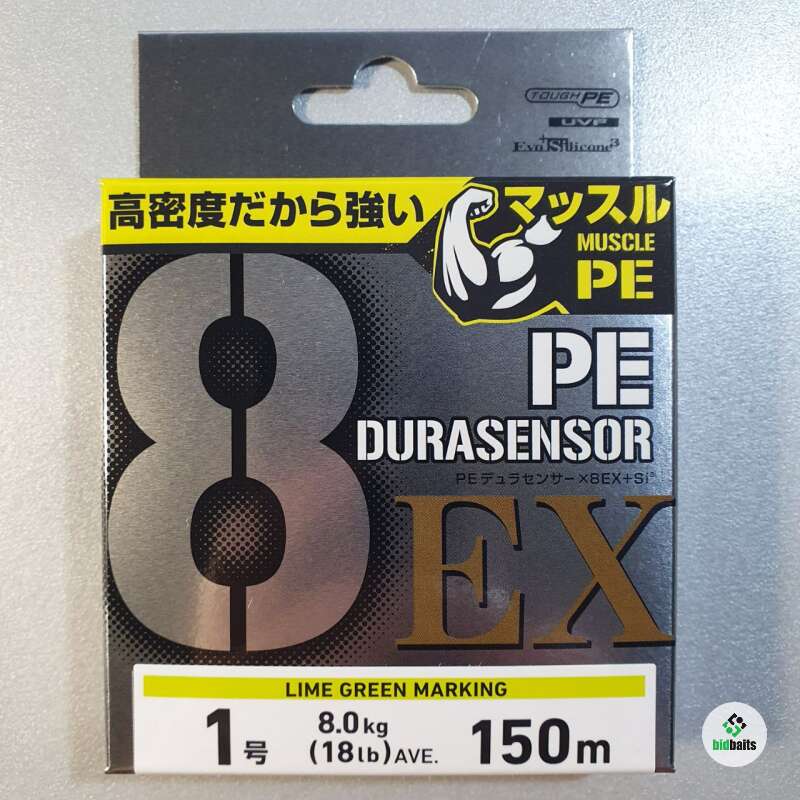 TOUGH PE
UVF
Evo Silicone3
高密度だから強い
マッスル
MUSCLE
PE
8
PE
DURASENSOR
PEデュラセンサー×8EX+Si³
EX
LIME GREEN MARKING
1号
8.0kg
(18lb) AVE.
150m
bidbaits